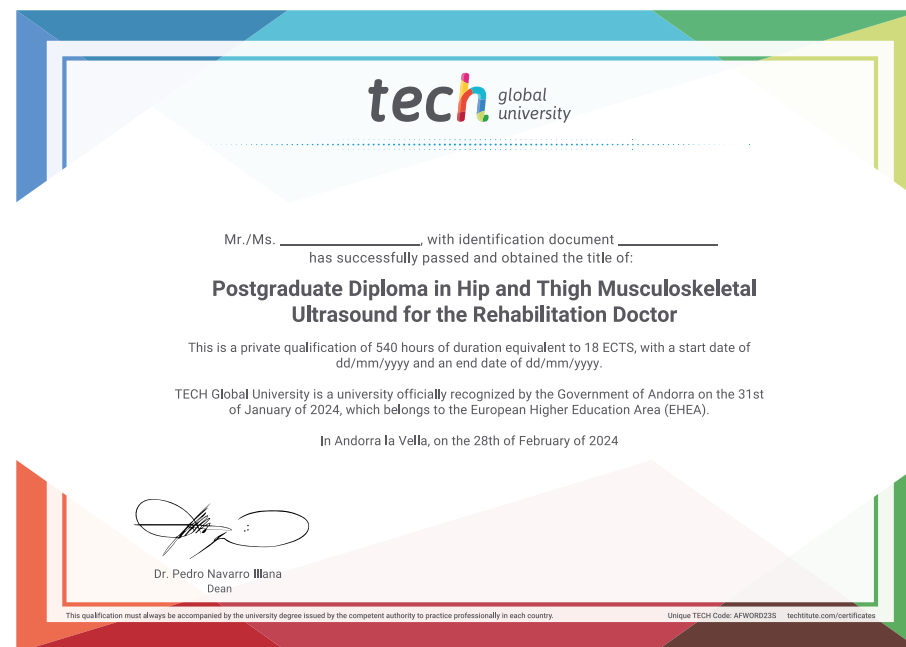 tech global university
Mr./Ms. ____________, with identification document ____________
has successfully passed and obtained the title of:
Postgraduate Diploma in Hip and Thigh Musculoskeletal
Ultrasound for the Rehabilitation Doctor
This is a private qualification of 540 hours of duration equivalent to 18 ECTS, with a start date of
dd/mm/yyyy and an end date of dd/mm/yyyy.
TECH Global University is a university officially recognized by the Government of Andorra on the 31st
of January of 2024, which belongs to the European Higher Education Area (EHEA).
In Andorra la Vella, on the 28th of February of 2024
Dr. Pedro Navarro Illana
Dean
This qualification must always be accompanied by the university degree issued by the competent authority to practice professionally in each country.
Unique TECH Code: AFWORD23S techtitute.com/certificates